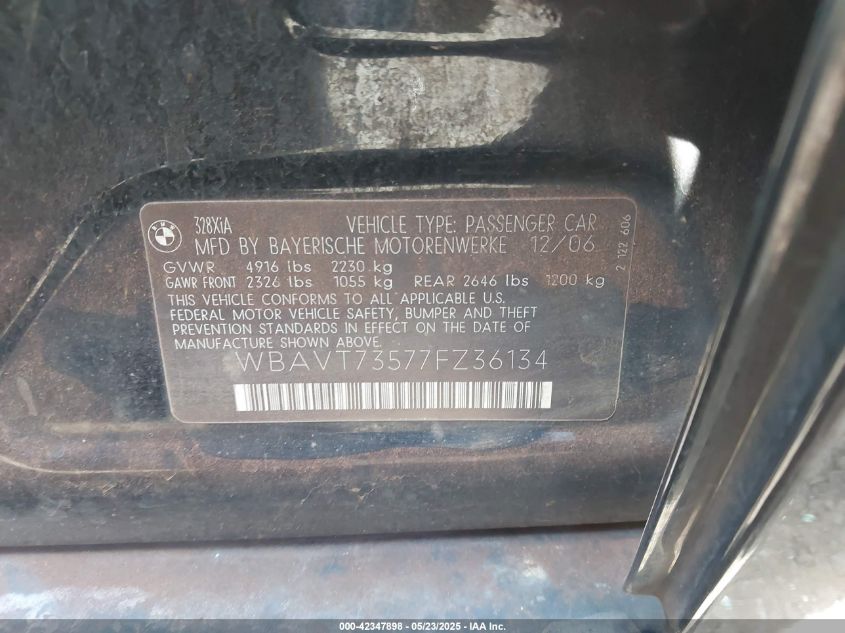 BMW
328XiA VEHICLE TYPE: PASSENGER CAR
MFD BY BAYERISCHE MOTORENWERKE 12/06
GVWR 4916 lbs 2230 kg
GAWR FRONT 2326 lbs 1055 kg REAR 2646 lbs 1200 kg
THIS VEHICLE CONFORMS TO ALL APPLICABLE U.S.
FEDERAL MOTOR VEHICLE SAFETY, BUMPER AND THEFT
PREVENTION STANDARDS IN EFFECT ON THE DATE OF
MANUFACTURE SHOWN ABOVE.
WBAVT73577FZ36134
2 122 606
000-42347898 - 05/23/2025 - IAA Inc.